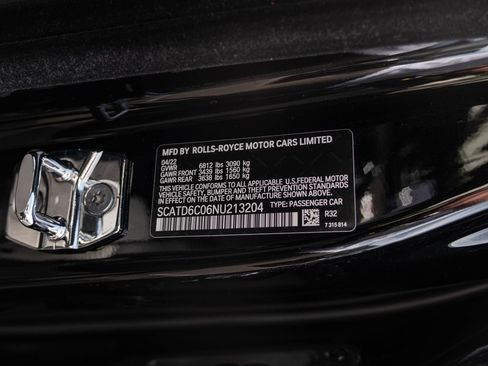 MFD BY ROLLS-ROYCE MOTOR CARS LIMITED
04/22
GVWR 6812 lbs 3090 kg
GAWR FRONT 3439 lbs 1560 kg
GAWR REAR 3638 lbs 1650 kg
THIS VEHICLE CONFORMS TO ALL APPLICABLE U.S. FEDERAL MOTOR
VEHICLE SAFETY, BUMPER AND THEFT PREVENTION STANDARDS
IN EFFECT ON THE DATE OF MANUFACTURE SHOWN ABOVE.
SCATD6C06NU213204 TYPE: PASSENGER CAR
R32
7 315 814